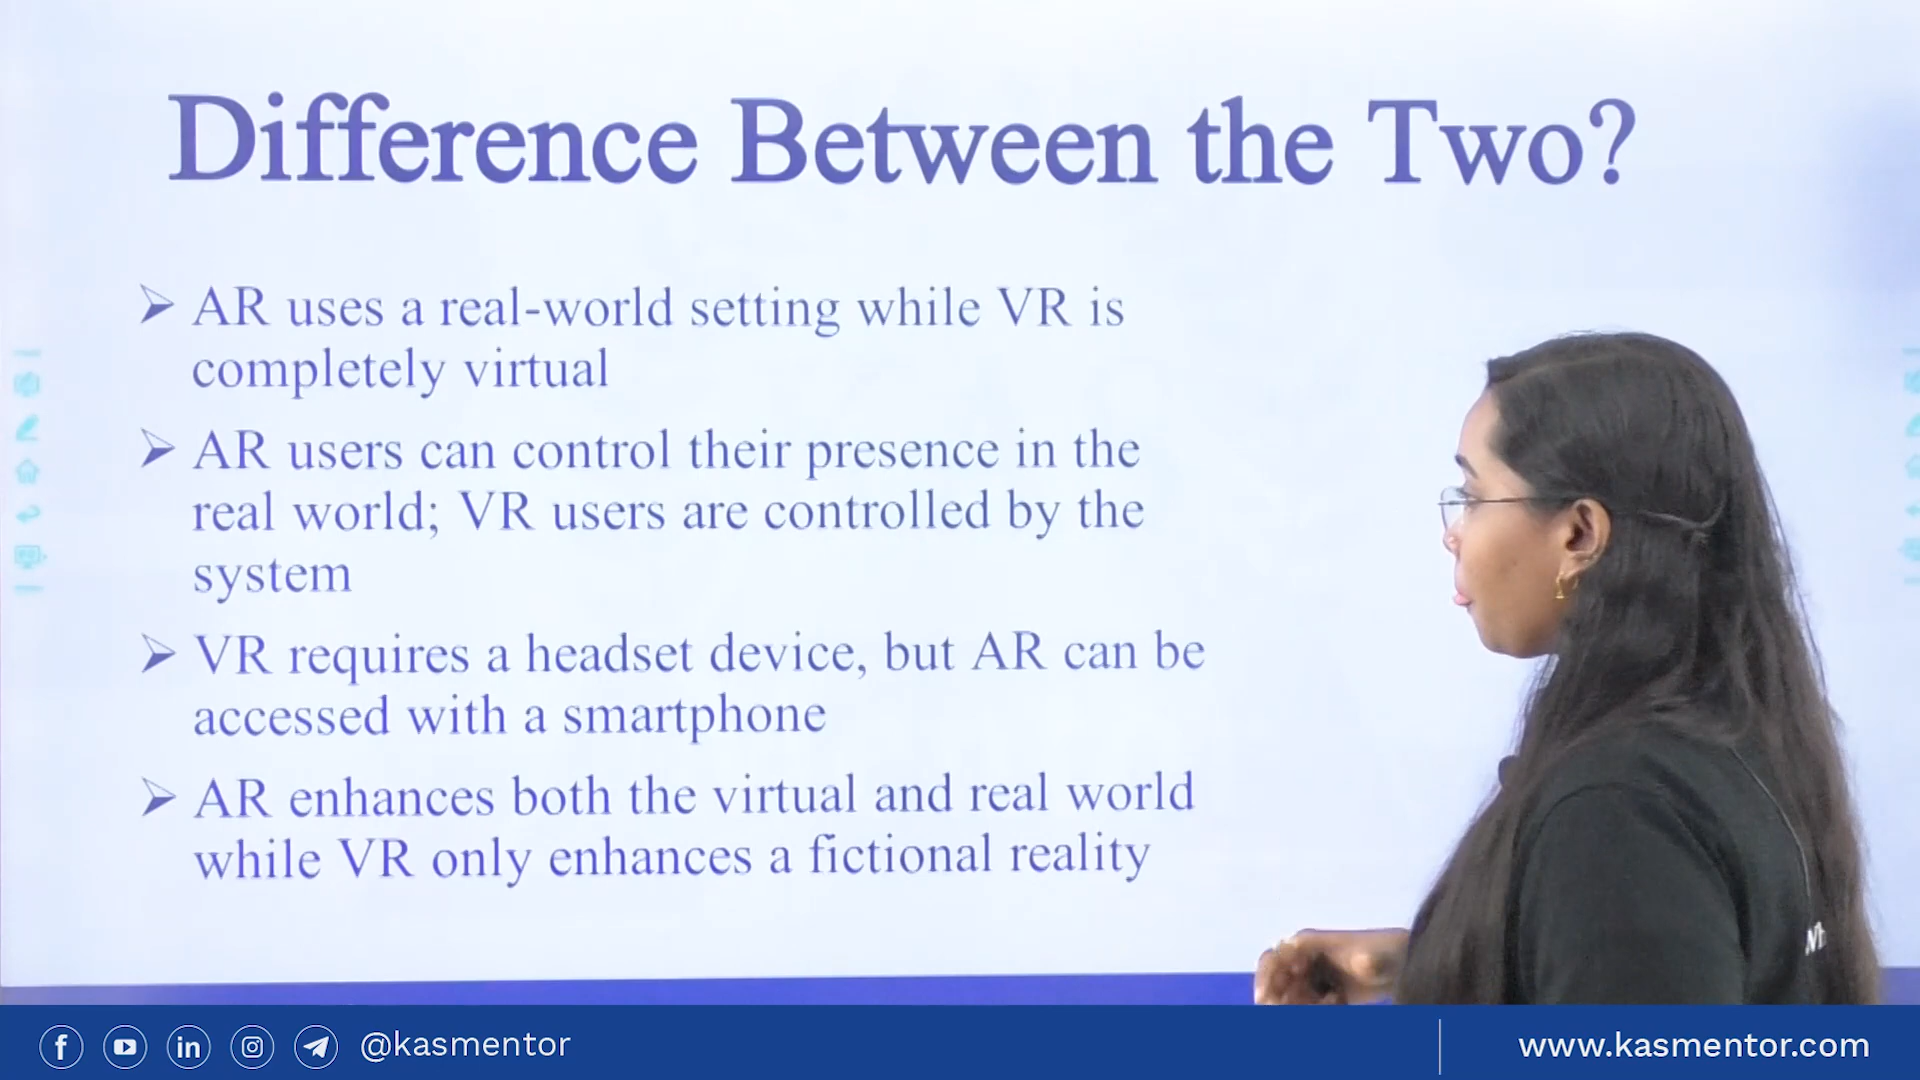 Difference Between the Two?
AR uses a real-world setting while VR is
completely virtual
AR users can control their presence in the
real world; VR users are controlled by the
system
VR requires a headset device, but AR can be
accessed with a smartphone
AR enhances both the virtual and real world
while VR only enhances a fictional reality
@kasmentor
www.kasmentor.com